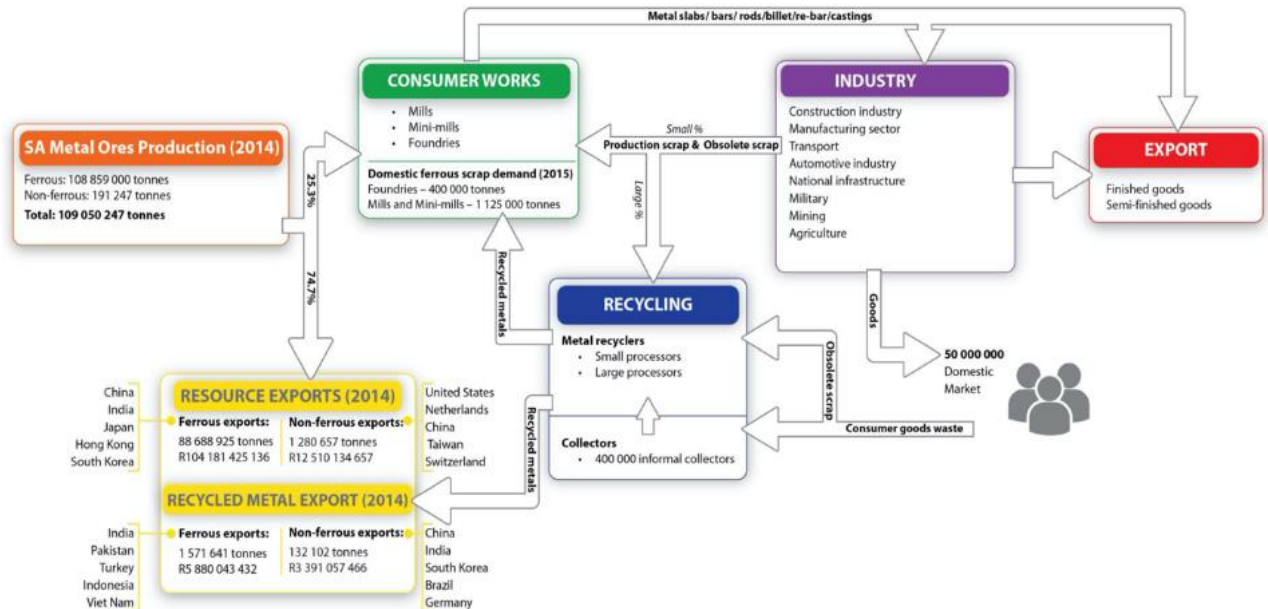 Metal slabs/ bars/ rods/billet/re-bar/castings
SA Metal Ores Production (2014)
Ferrous: 108 859 000 tonnes
Non-ferrous: 191 247 tonnes
Total: 109 050 247 tonnes
25.3%
74.7%
CONSUMER WORKS
• Mills
• Mini-mills
• Foundries
Domestic ferrous scrap demand (2015)
Foundries – 400 000 tonnes
Mills and Mini-mills – 1 125 000 tonnes
Small %
Production scrap & Obsolete scrap
Large %
INDUSTRY
Construction industry
Manufacturing sector
Transport
Automotive industry
National infrastructure
Military
Mining
Agriculture
EXPORT
Finished goods
Semi-finished goods
Goods
50 000 000
Domestic
Market
Recycled metals
RECYCLING
Metal recyclers
• Small processors
• Large processors
Collectors
• 400 000 informal collectors
Obsolete scrap
Consumer goods waste
Recycled metals
RESOURCE EXPORTS (2014)
China
India
Japan
Hong Kong
South Korea
Ferrous exports:
88 688 925 tonnes
R104 181 425 136
Non-ferrous exports:
1 280 657 tonnes
R12 510 134 657
United States
Netherlands
China
Taiwan
Switzerland
RECYCLED METAL EXPORT (2014)
India
Pakistan
Turkey
Indonesia
Viet Nam
Ferrous exports:
1 571 641 tonnes
R5 880 043 432
Non-ferrous exports:
132 102 tonnes
R3 391 057 466
China
India
South Korea
Brazil
Germany